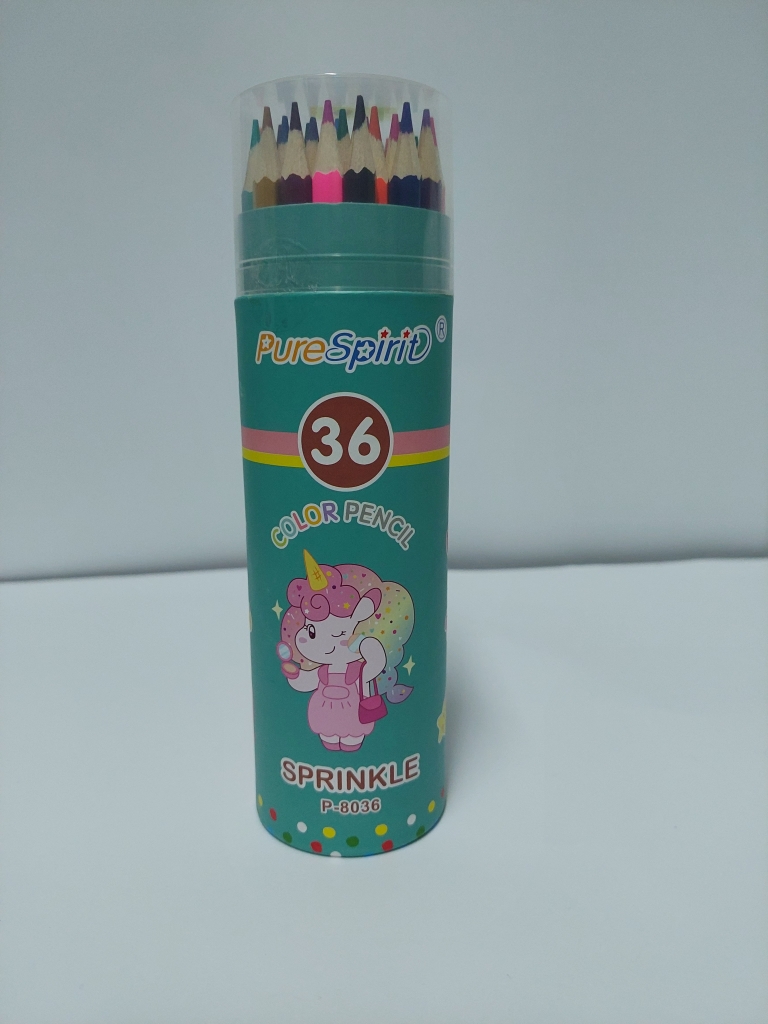 PureSpirit ®
36
COLOR PENCIL
SPRINKLE
P-8036